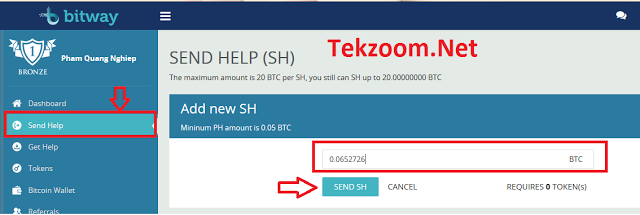 bitway
1
BRONZE
Pham Quang Nghiep
Dashboard
Send Help
Get Help
Tokens
Bitcoin Wallet
Referrals
SEND HELP (SH)
Tekzoom.Net
The maximum amount is 20 BTC per SH, you still can SH up to 20.00000000 BTC
Add new SH
Mininum PH amount is 0.05 BTC
0.0652726 BTC
SEND SH CANCEL REQUIRES 0 TOKEN(s)